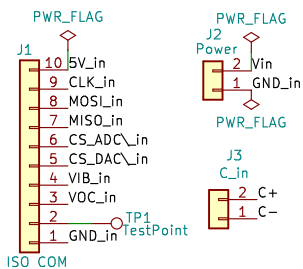 PWR_FLAG
J1
10 5V_in
9 CLK_in
8 MOSI_in
7 MISO_in
6 CS_ADC\_in
5 CS_DAC\_in
4 VIB_in
3 VOC_in
2 TP1
TestPoint
1 GND_in
ISO COM
PWR_FLAG
J2
Power
2 Vin
1 GND_in
PWR_FLAG
J3
C_in
2 C+
1 C-